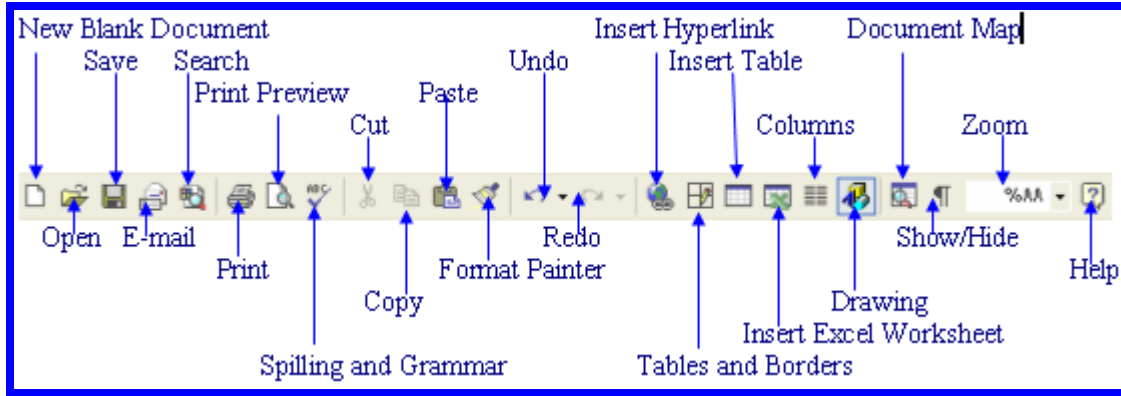 New Blank Document Insert Hyperlink Document Map
Save Search Undo Insert Table
Print Preview Paste
Cut Columns Zoom
ABC %٨٨ ?
Open E-mail Redo Show/Hide
Print Format Painter Help
Copy Drawing
Insert Excel Worksheet
Spilling and Grammar Tables and Borders